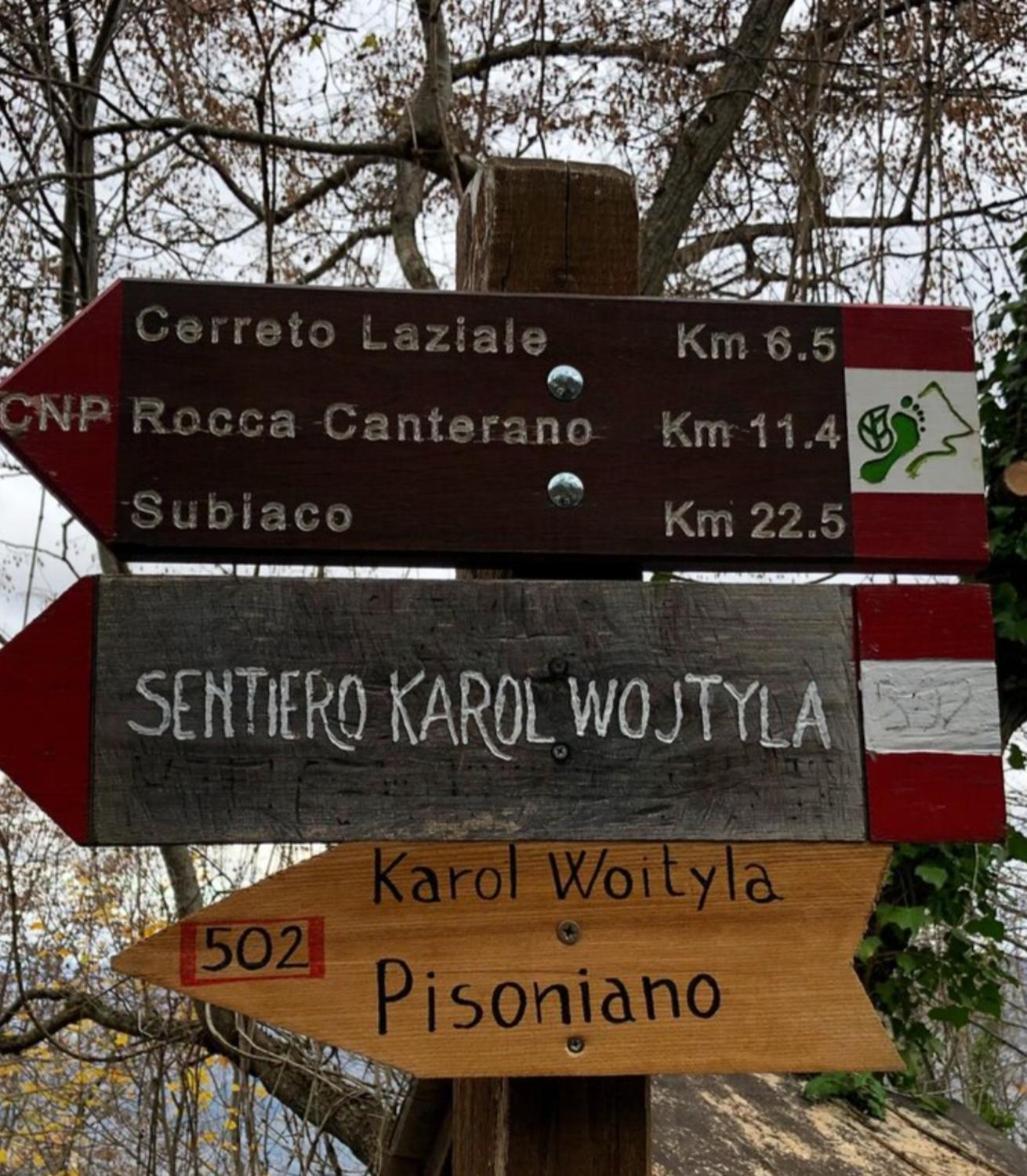 Cerreto Laziale Km 6.5
CNP Rocca Canterano Km 11.4
Subiaco Km 22.5
SENTIERO KAROL WOJTYLA
Karol Woityla
502
Pisoniano